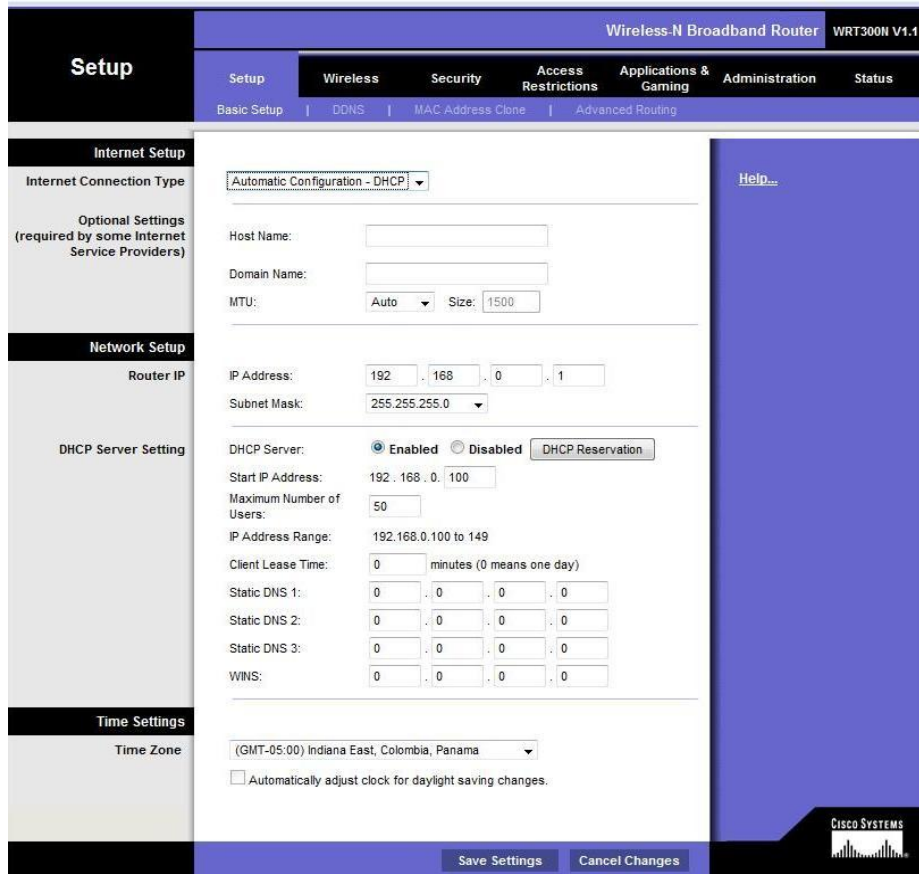 Wireless-N Broadband Router WRT300N V1.1
Setup
Setup Wireless Security Access Restrictions Applications & Gaming Administration Status
Basic Setup | DDNS | MAC Address Clone | Advanced Routing
Internet Setup
Internet Connection Type Automatic Configuration - DHCP
Help...
Optional Settings
(required by some Internet
Service Providers)
Host Name:
Domain Name:
MTU: Auto Size: 1500
Network Setup
Router IP IP Address: 192 . 168 . 0 . 1
Subnet Mask: 255.255.255.0
DHCP Server Setting DHCP Server: Enabled Disabled DHCP Reservation
Start IP Address: 192 . 168 . 0. 100
Maximum Number of
Users: 50
IP Address Range: 192.168.0.100 to 149
Client Lease Time: 0 minutes (0 means one day)
Static DNS 1: 0 . 0 . 0 . 0
Static DNS 2: 0 . 0 . 0 . 0
Static DNS 3: 0 . 0 . 0 . 0
WINS: 0 . 0 . 0 . 0
Time Settings
Time Zone (GMT-05:00) Indiana East, Colombia, Panama
Automatically adjust clock for daylight saving changes.
Save Settings Cancel Changes
CISCO SYSTEMS